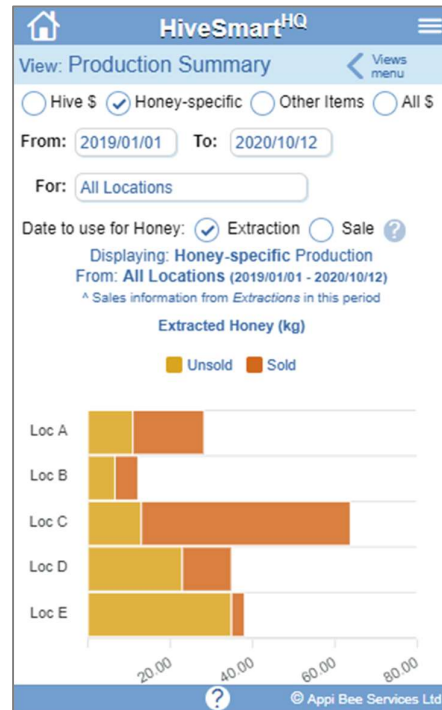 HiveSmartHQ
View: Production Summary
Views
menu
Hive $ Honey-specific Other Items All $
From: 2019/01/01 To: 2020/10/12
For: All Locations
Date to use for Honey: Extraction Sale ?
Displaying: Honey-specific Production
From: All Locations (2019/01/01 - 2020/10/12)
^ Sales information from Extractions in this period
Extracted Honey (kg)
Unsold Sold
Loc A
Loc B
Loc C
Loc D
Loc E
20.00 40.00 60.00 80.00
? © Appi Bee Services Ltd